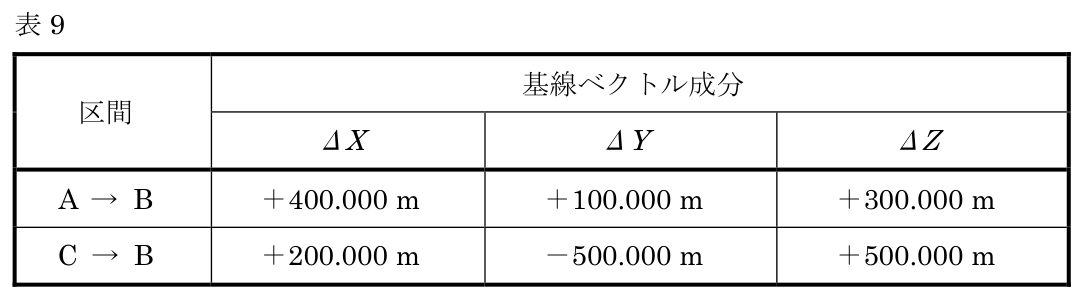 表 9
区間
基線ベクトル成分
ΔX ΔY ΔZ
A → B ＋400.000 m ＋100.000 m ＋300.000 m
C → B ＋200.000 m －500.000 m ＋500.000 m